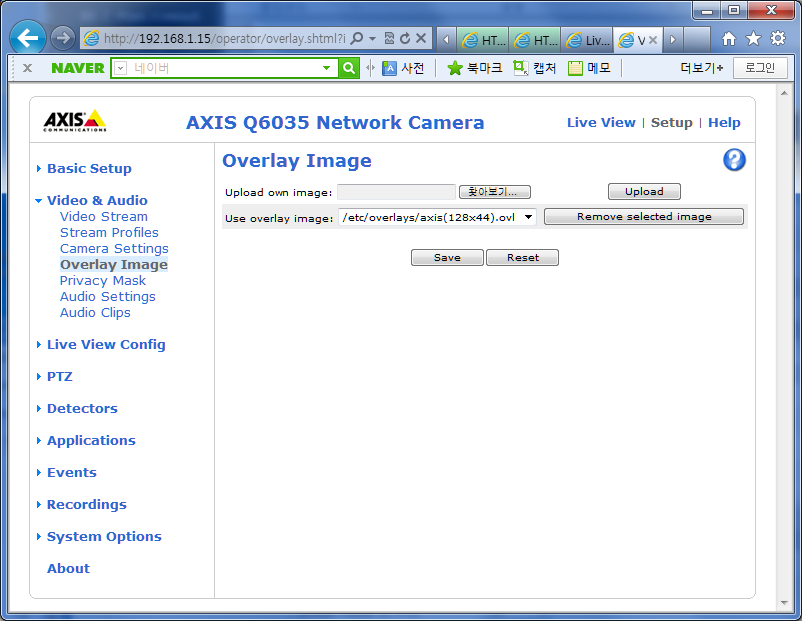 http://192.168.1.15/operator/overlay.shtml?i
HT...
HT...
Liv...
V
X NAVER 네이버 사전 북마크 캡처 메모 더보기+ 로그인
AXIS COMMUNICATIONS
AXIS Q6035 Network Camera
Live View | Setup | Help
Basic Setup
Video & Audio
Video Stream
Stream Profiles
Camera Settings
Overlay Image
Privacy Mask
Audio Settings
Audio Clips
Live View Config
PTZ
Detectors
Applications
Events
Recordings
System Options
About
Overlay Image ?
Upload own image: 찾아보기... Upload
Use overlay image: /etc/overlays/axis(128x44).ovl Remove selected image
Save Reset